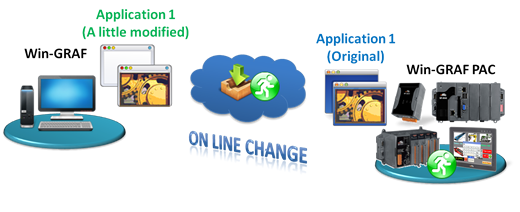 Application 1
(A little modified)
Win-GRAF
Application 1
(Original)
Win-GRAF PAC
ON LINE CHANGE